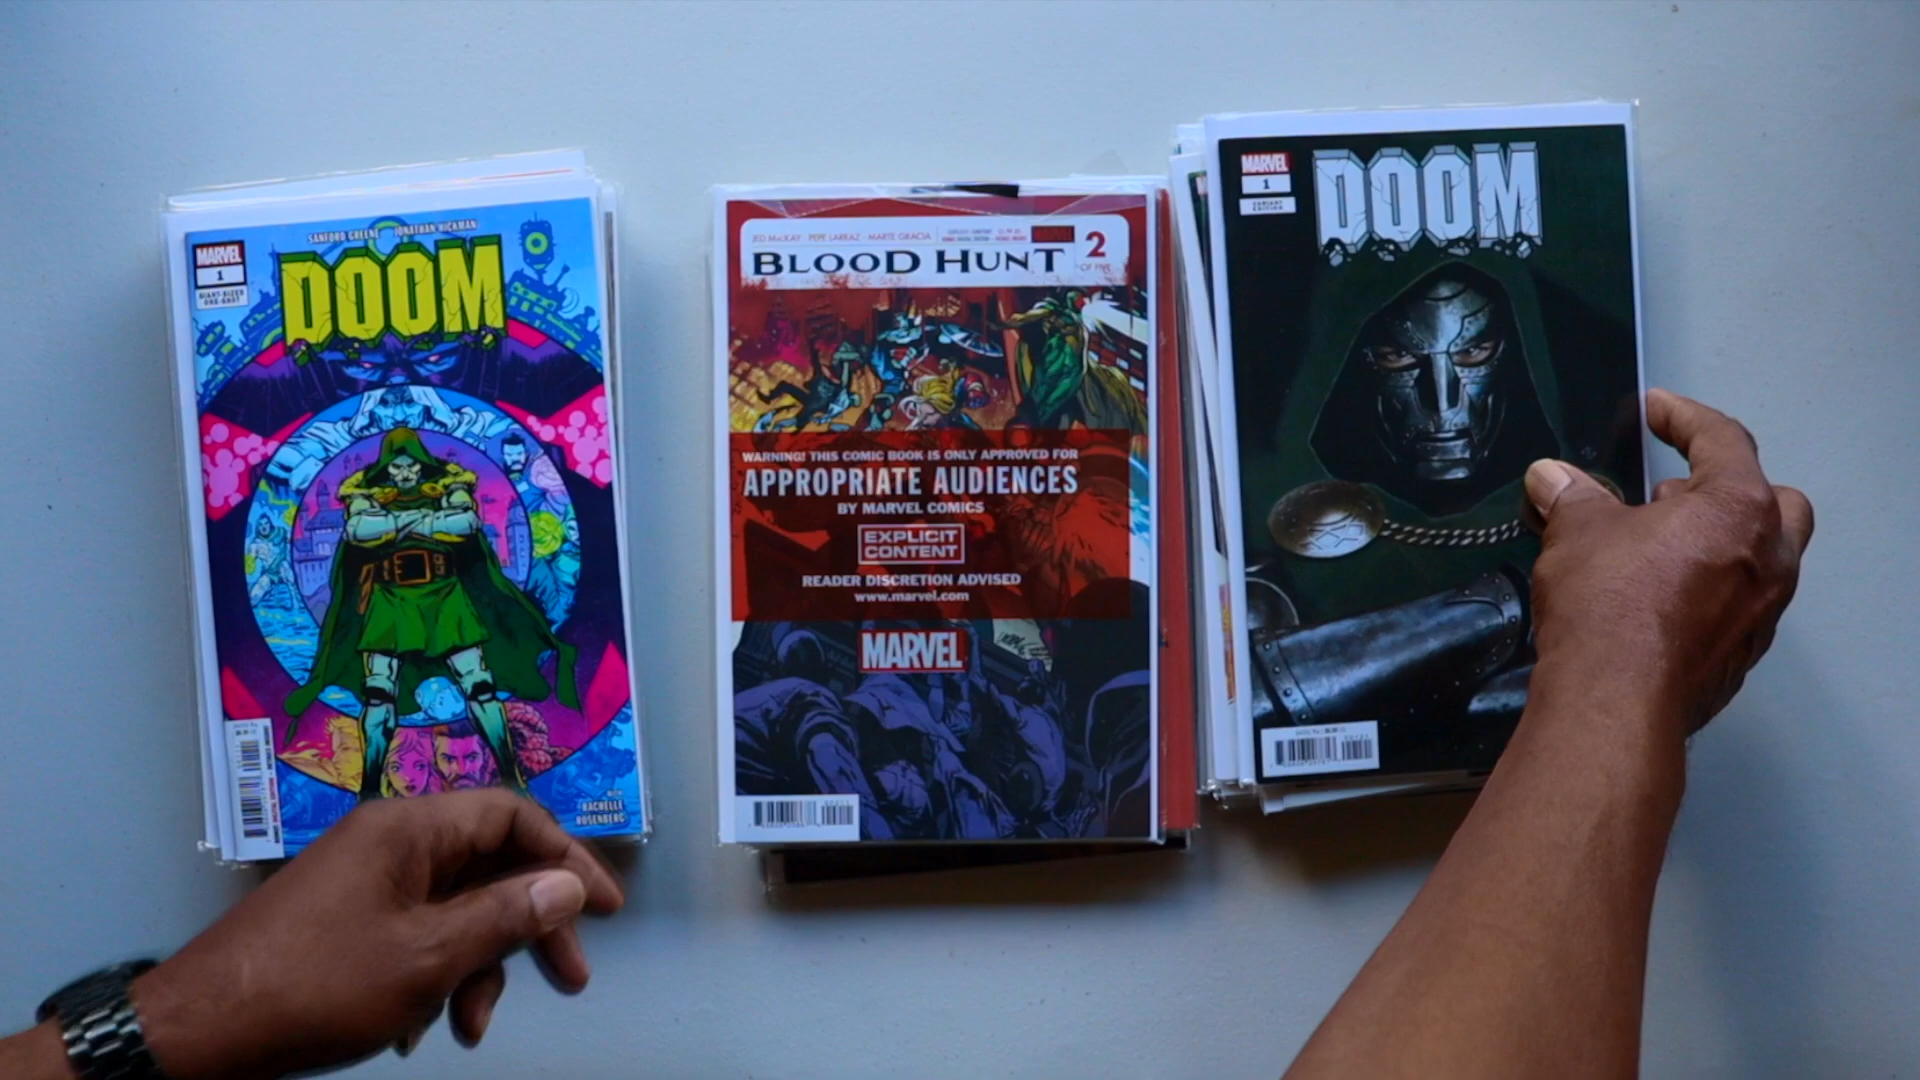 SANFORD GREENE JONATHAN HICKMAN
MARVEL
1
GIANT-SIZED
ONE-SHOT
DOOM
WITH
RACHELLE
ROSENBERG
JED MacKAY · PEPE LARRAZ · MARTE GRACIA
BLOOD HUNT
2
OF FIVE
WARNING! THIS COMIC BOOK IS ONLY APPROVED FOR
APPROPRIATE AUDIENCES
BY MARVEL COMICS
EXPLICIT
CONTENT
READER DISCRETION ADVISED
www.marvel.com
MARVEL
MARVEL
1
VARIANT
EDITION
DOOM